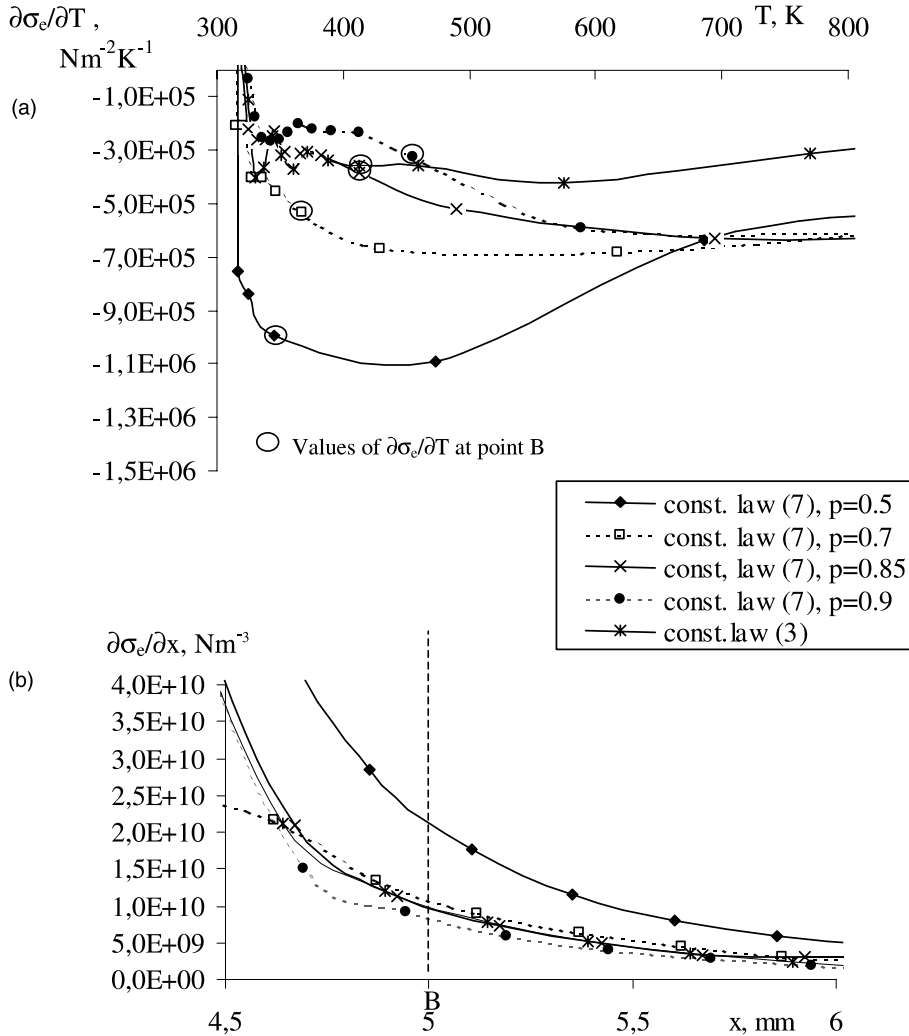 ∂σₑ/∂T ,
Nm⁻²K⁻¹
300 400 500 600 700 800
T, K
(a)
-1,0E+05
-3,0E+05
-5,0E+05
-7,0E+05
-9,0E+05
-1,1E+06
-1,3E+06
-1,5E+06
Values of ∂σₑ/∂T at point B
const. law (7), p=0.5
const. law (7), p=0.7
const, law (7), p=0.85
const. law (7), p=0.9
const.law (3)
∂σₑ/∂x, Nm⁻³
(b)
4,0E+10
3,5E+10
3,0E+10
2,5E+10
2,0E+10
1,5E+10
1,0E+10
5,0E+09
0,0E+00
B
4,5 5 5,5 x, mm 6